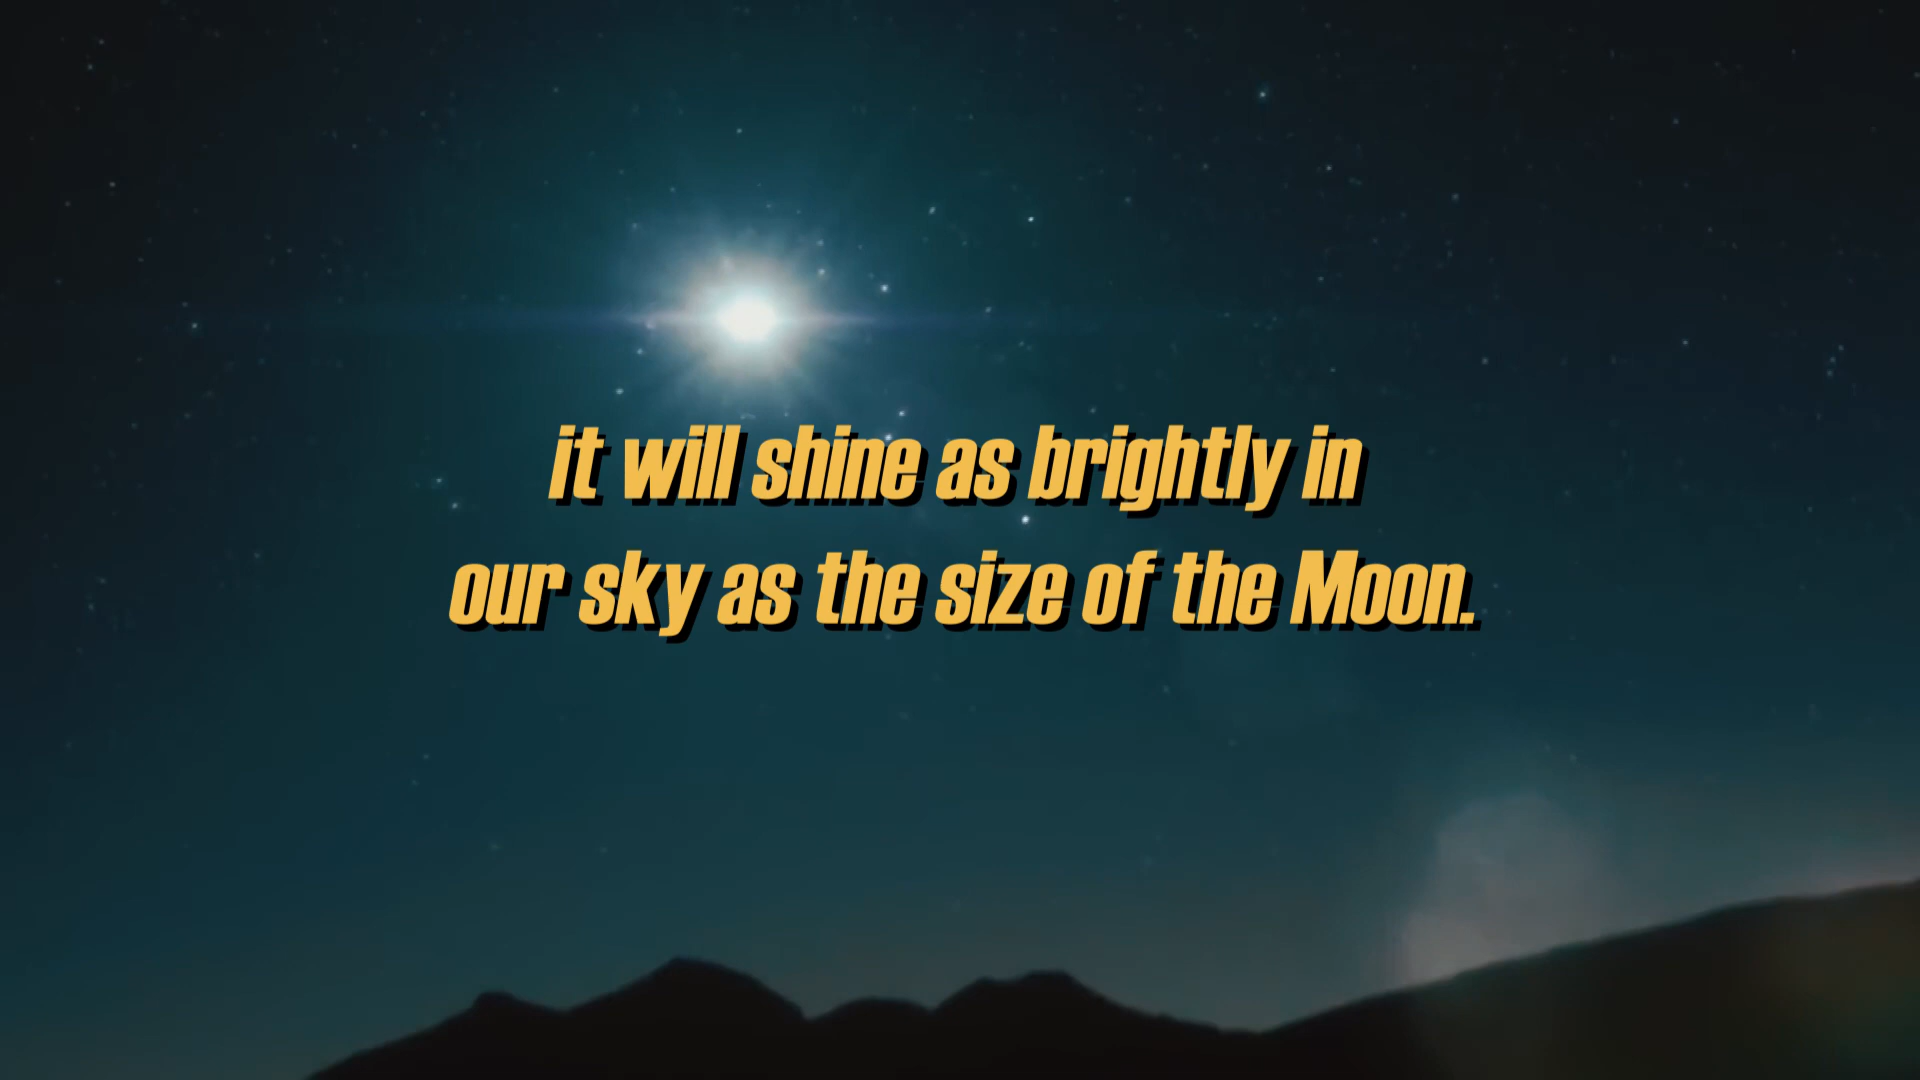 it will shine as brightly in
our sky as the size of the Moon.